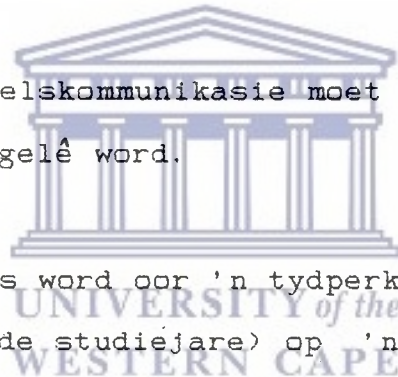 elskommunikasie moet
gelê word.
s word oor 'n tydperk
UNIVERSITY of the
de studiejare) op 'n
WESTERN CAPE